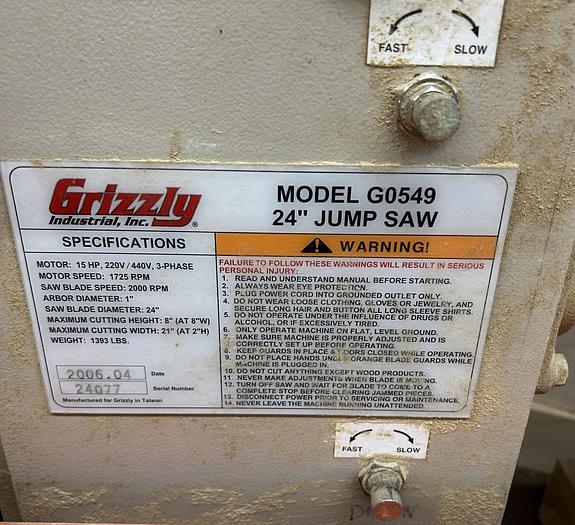 FAST SLOW
Grizzly®
Industrial, Inc.
MODEL G0549
24" JUMP SAW
SPECIFICATIONS
MOTOR: 15 HP, 220V / 440V, 3-PHASE
MOTOR SPEED: 1725 RPM
SAW BLADE SPEED: 2000 RPM
ARBOR DIAMETER: 1"
SAW BLADE DIAMETER: 24"
MAXIMUM CUTTING HEIGHT: 8" (AT 8"W)
MAXIMUM CUTTING WIDTH: 21" (AT 2"H)
WEIGHT: 1393 LBS.
2006.04 Date
24077 Serial Number
Manufactured for Grizzly in Taiwan
WARNING!
FAILURE TO FOLLOW THESE WARNINGS WILL RESULT IN SERIOUS
PERSONAL INJURY:
1. READ AND UNDERSTAND MANUAL BEFORE STARTING.
2. ALWAYS WEAR EYE PROTECTION.
3. PLUG POWER CORD INTO GROUNDED OUTLET ONLY.
4. DO NOT WEAR LOOSE CLOTHING, GLOVES OR JEWELRY, AND
SECURE LONG HAIR AND BUTTON ALL LONG SLEEVE SHIRTS.
5. DO NOT OPERATE UNDER THE INFLUENCE OF DRUGS OR
ALCOHOL, OR IF EXCESSIVELY TIRED.
6. ONLY OPERATE MACHINE ON FLAT, LEVEL GROUND.
7. MAKE SURE MACHINE IS PROPERLY ADJUSTED AND IS
CORRECTLY SET UP BEFORE OPERATING.
8. KEEP GUARDS IN PLACE & DOORS CLOSED WHILE OPERATING.
9. DO NOT PLACE HANDS UNDER ORANGE BLADE GUARDS WHILE
MACHINE IS PLUGGED IN.
10. DO NOT CUT ANYTHING EXCEPT WOOD PRODUCTS.
11. NEVER MAKE ADJUSTMENTS WHEN BLADE IS MOVING.
12. TURN OFF SAW AND WAIT FOR BLADE TO COME TO A
COMPLETE STOP BEFORE CLEARING JAMMED PIECES.
13. DISCONNECT POWER PRIOR TO SERVICING OR MAINTENANCE.
14. NEVER LEAVE THE MACHINE RUNNING UNATTENDED.
FAST SLOW